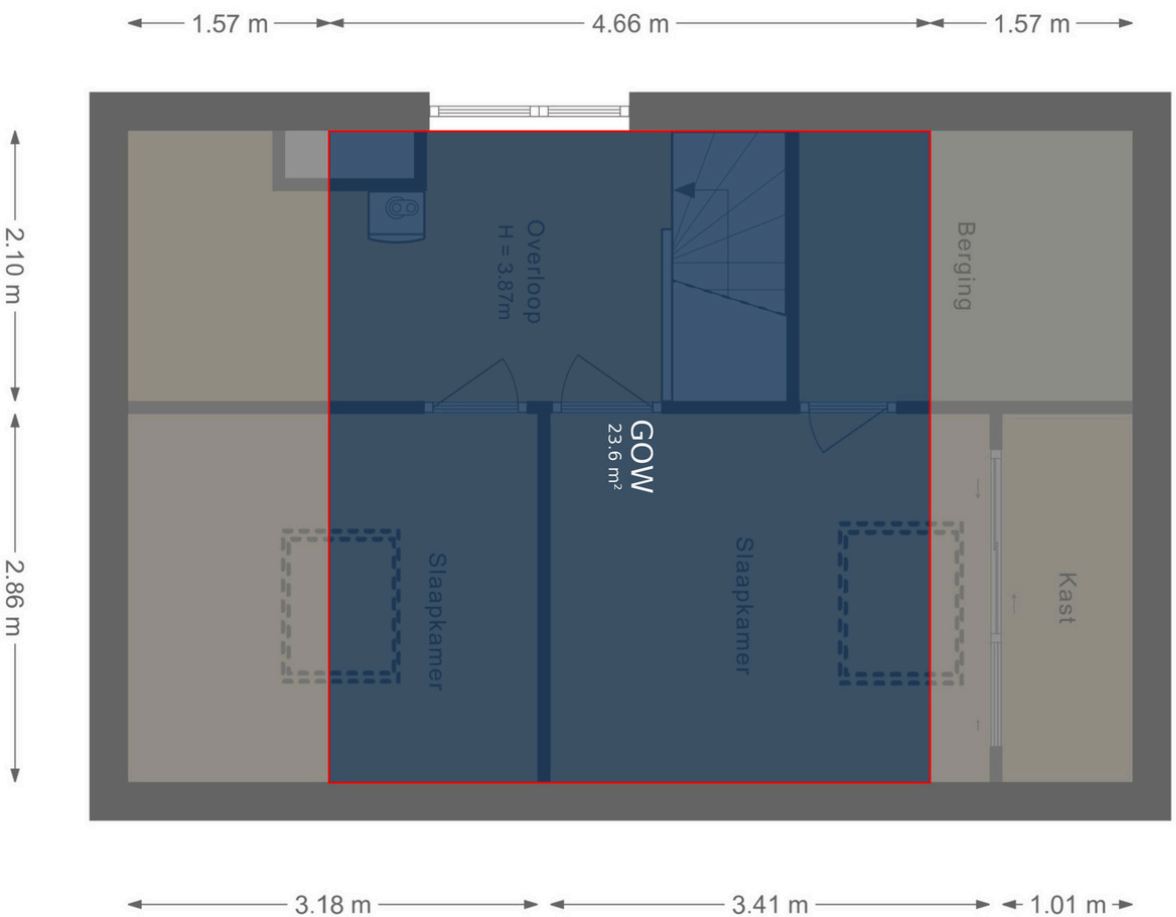 1.57 m
4.66 m
1.57 m
2.10 m
2.86 m
Overloop
H = 3.87m
Berging
GOW
23.6 m²
Slaapkamer
Slaapkamer
Kast
3.18 m
3.41 m
1.01 m